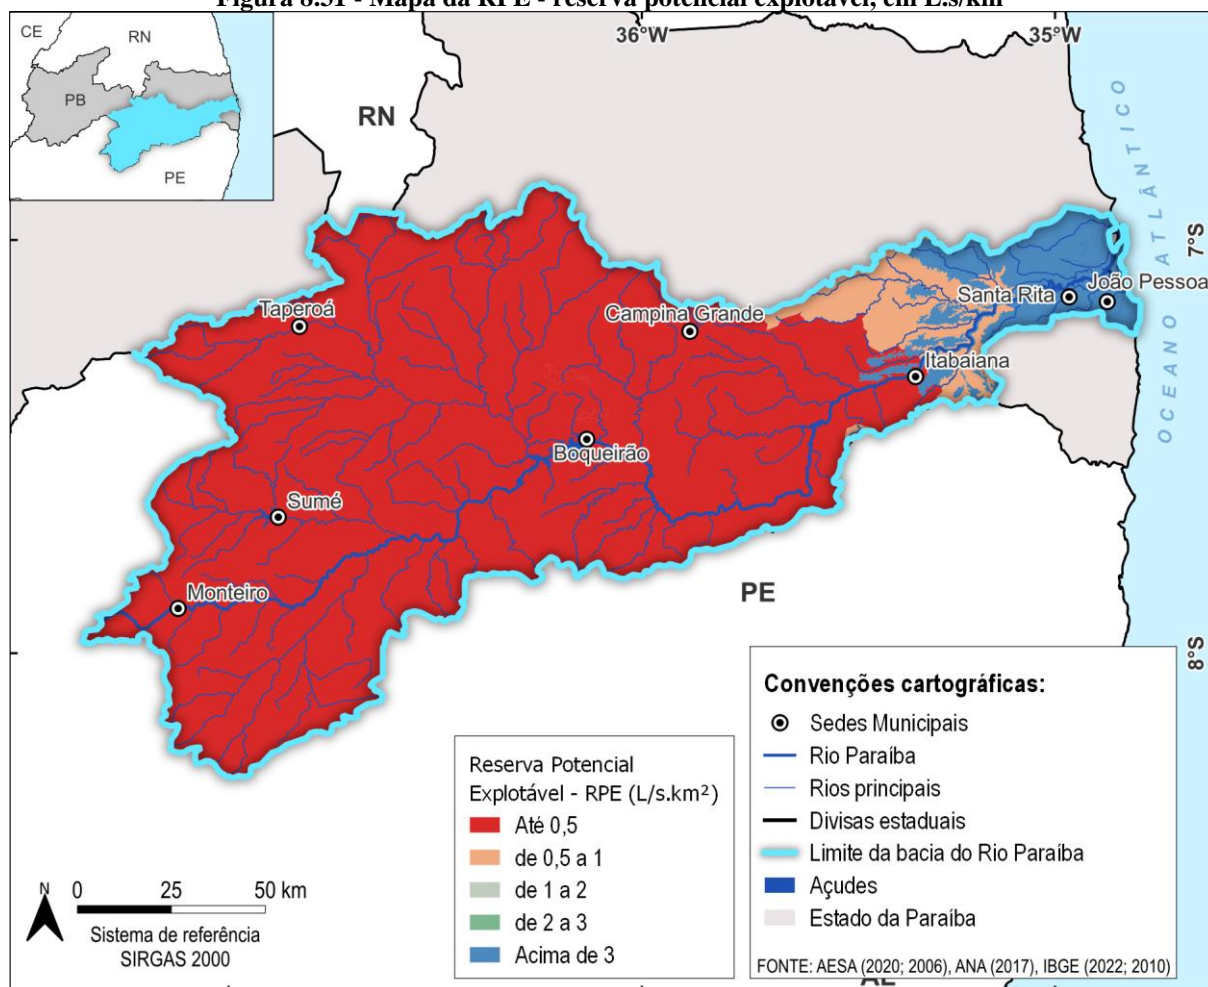 Figura 8.31 - Mapa da RPE - reserva potencial explotável, em L.s/km
CE
RN
PB
PE
36°W
35°W
RN
7°S
OCEANO ATLÂNTICO
Taperoá
Campina Grande
Santa Rita
João Pessoa
Itabaiana
Boqueirão
Sumé
Monteiro
PE
8°S
Reserva Potencial
Explotável - RPE (L/s.km²)
Até 0,5
de 0,5 a 1
de 1 a 2
de 2 a 3
Acima de 3
Convenções cartográficas:
Sedes Municipais
Rio Paraíba
Rios principais
Divisas estaduais
Limite da bacia do Rio Paraíba
Açudes
Estado da Paraíba
FONTE: AESA (2020; 2006), ANA (2017), IBGE (2022; 2010)
N
0 25 50 km
Sistema de referência
SIRGAS 2000